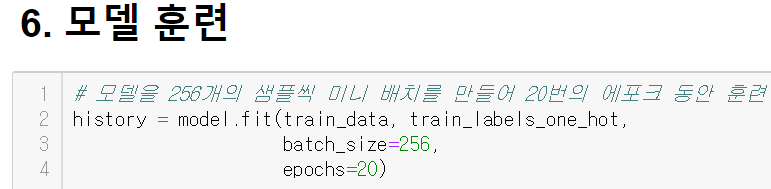 6. 모델 훈련
1 # 모델을 256개의 샘플씩 미니 배치를 만들어 20번의 에포크 동안 훈련
2 history = model.fit(train_data, train_labels_one_hot,
3 batch_size=256,
4 epochs=20)